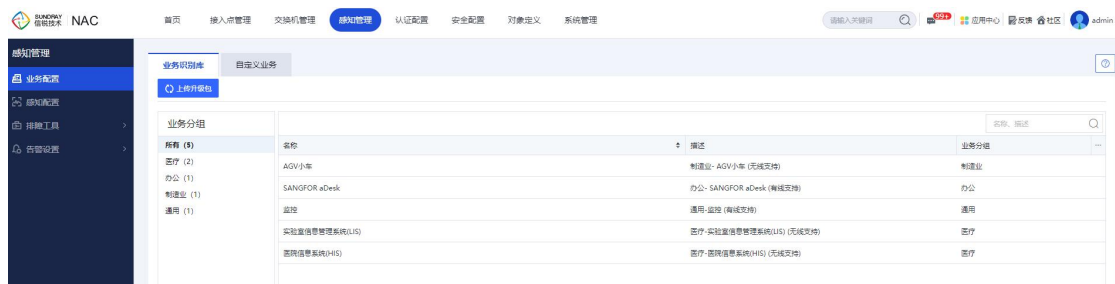 SUNDRAY 信锐技术 NAC 首页 接入点管理 交换机管理 感知管理 认证配置 安全配置 对象定义 系统管理 请输入关键词 99+ 应用中心 反馈 社区 admin
感知管理
业务配置
感知配置
排障工具
告警设置
业务识别库 自定义业务
上传升级包
业务分组
所有 (5)
医疗 (2)
办公 (1)
制造业 (1)
通用 (1)
名称、描述
名称 描述 业务分组
AGV小车 制造业- AGV小车 (无线支持) 制造业
SANGFOR aDesk 办公- SANGFOR aDesk (有线支持) 办公
监控 通用-监控 (有线支持) 通用
实验室信息管理系统(LIS) 医疗-实验室信息管理系统(LIS) (无线支持) 医疗
医院信息系统(HIS) 医疗-医院信息系统(HIS) (无线支持) 医疗